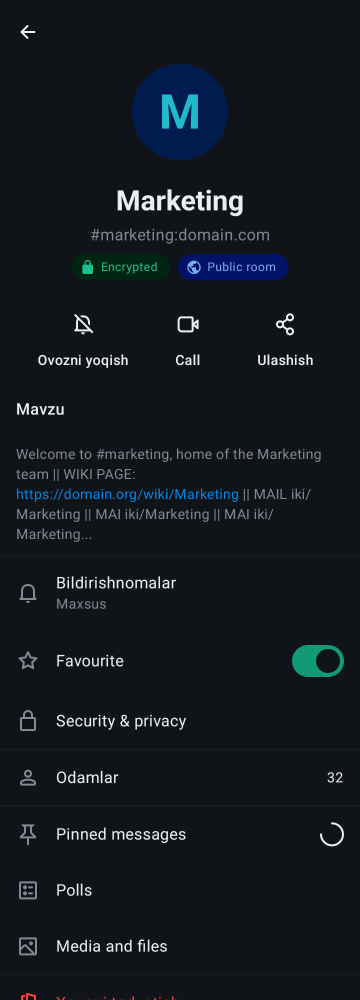 M
Marketing
#marketing:domain.com
Encrypted
Public room
Ovozni yoqish
Call
Ulashish
Mavzu
Welcome to #marketing, home of the Marketing
team || WIKI PAGE:
https://domain.org/wiki/Marketing || MAIL iki/
Marketing || MAI iki/Marketing || MAI iki/
Marketing...
Bildirishnomalar
Maxsus
Favourite
Security & privacy
Odamlar
32
Pinned messages
Polls
Media and files